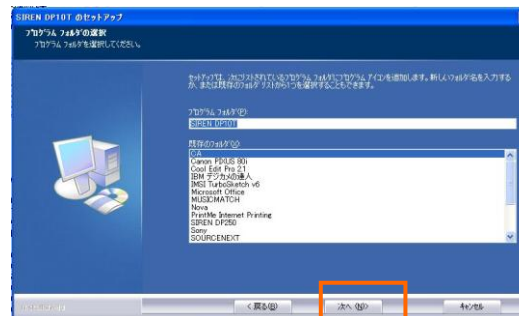 SIREN DP10T のセットアップ
プログラム フォルダの選択
プログラム フォルダを選択してください。
セットアップは、次にリストされているプログラム フォルダにプログラム アイコンを追加します。新しいフォルダ名を入力する
か、または既存のフォルダ リストから1つを選択することもできます。
プログラム フォルダ(P):
SIREN DP10T
既存のフォルダ(X):
CA
Canon PIXUS 80i
Cool Edit Pro 2.1
IBM デジカメの達人
IMSI TurboSketch v6
Microsoft Office
MUSICMATCH
Nova
PrintMe Internet Printing
SIREN DP250
Sony
SOURCENEXT
< 戻る(B)
次へ (N)>
キャンセル